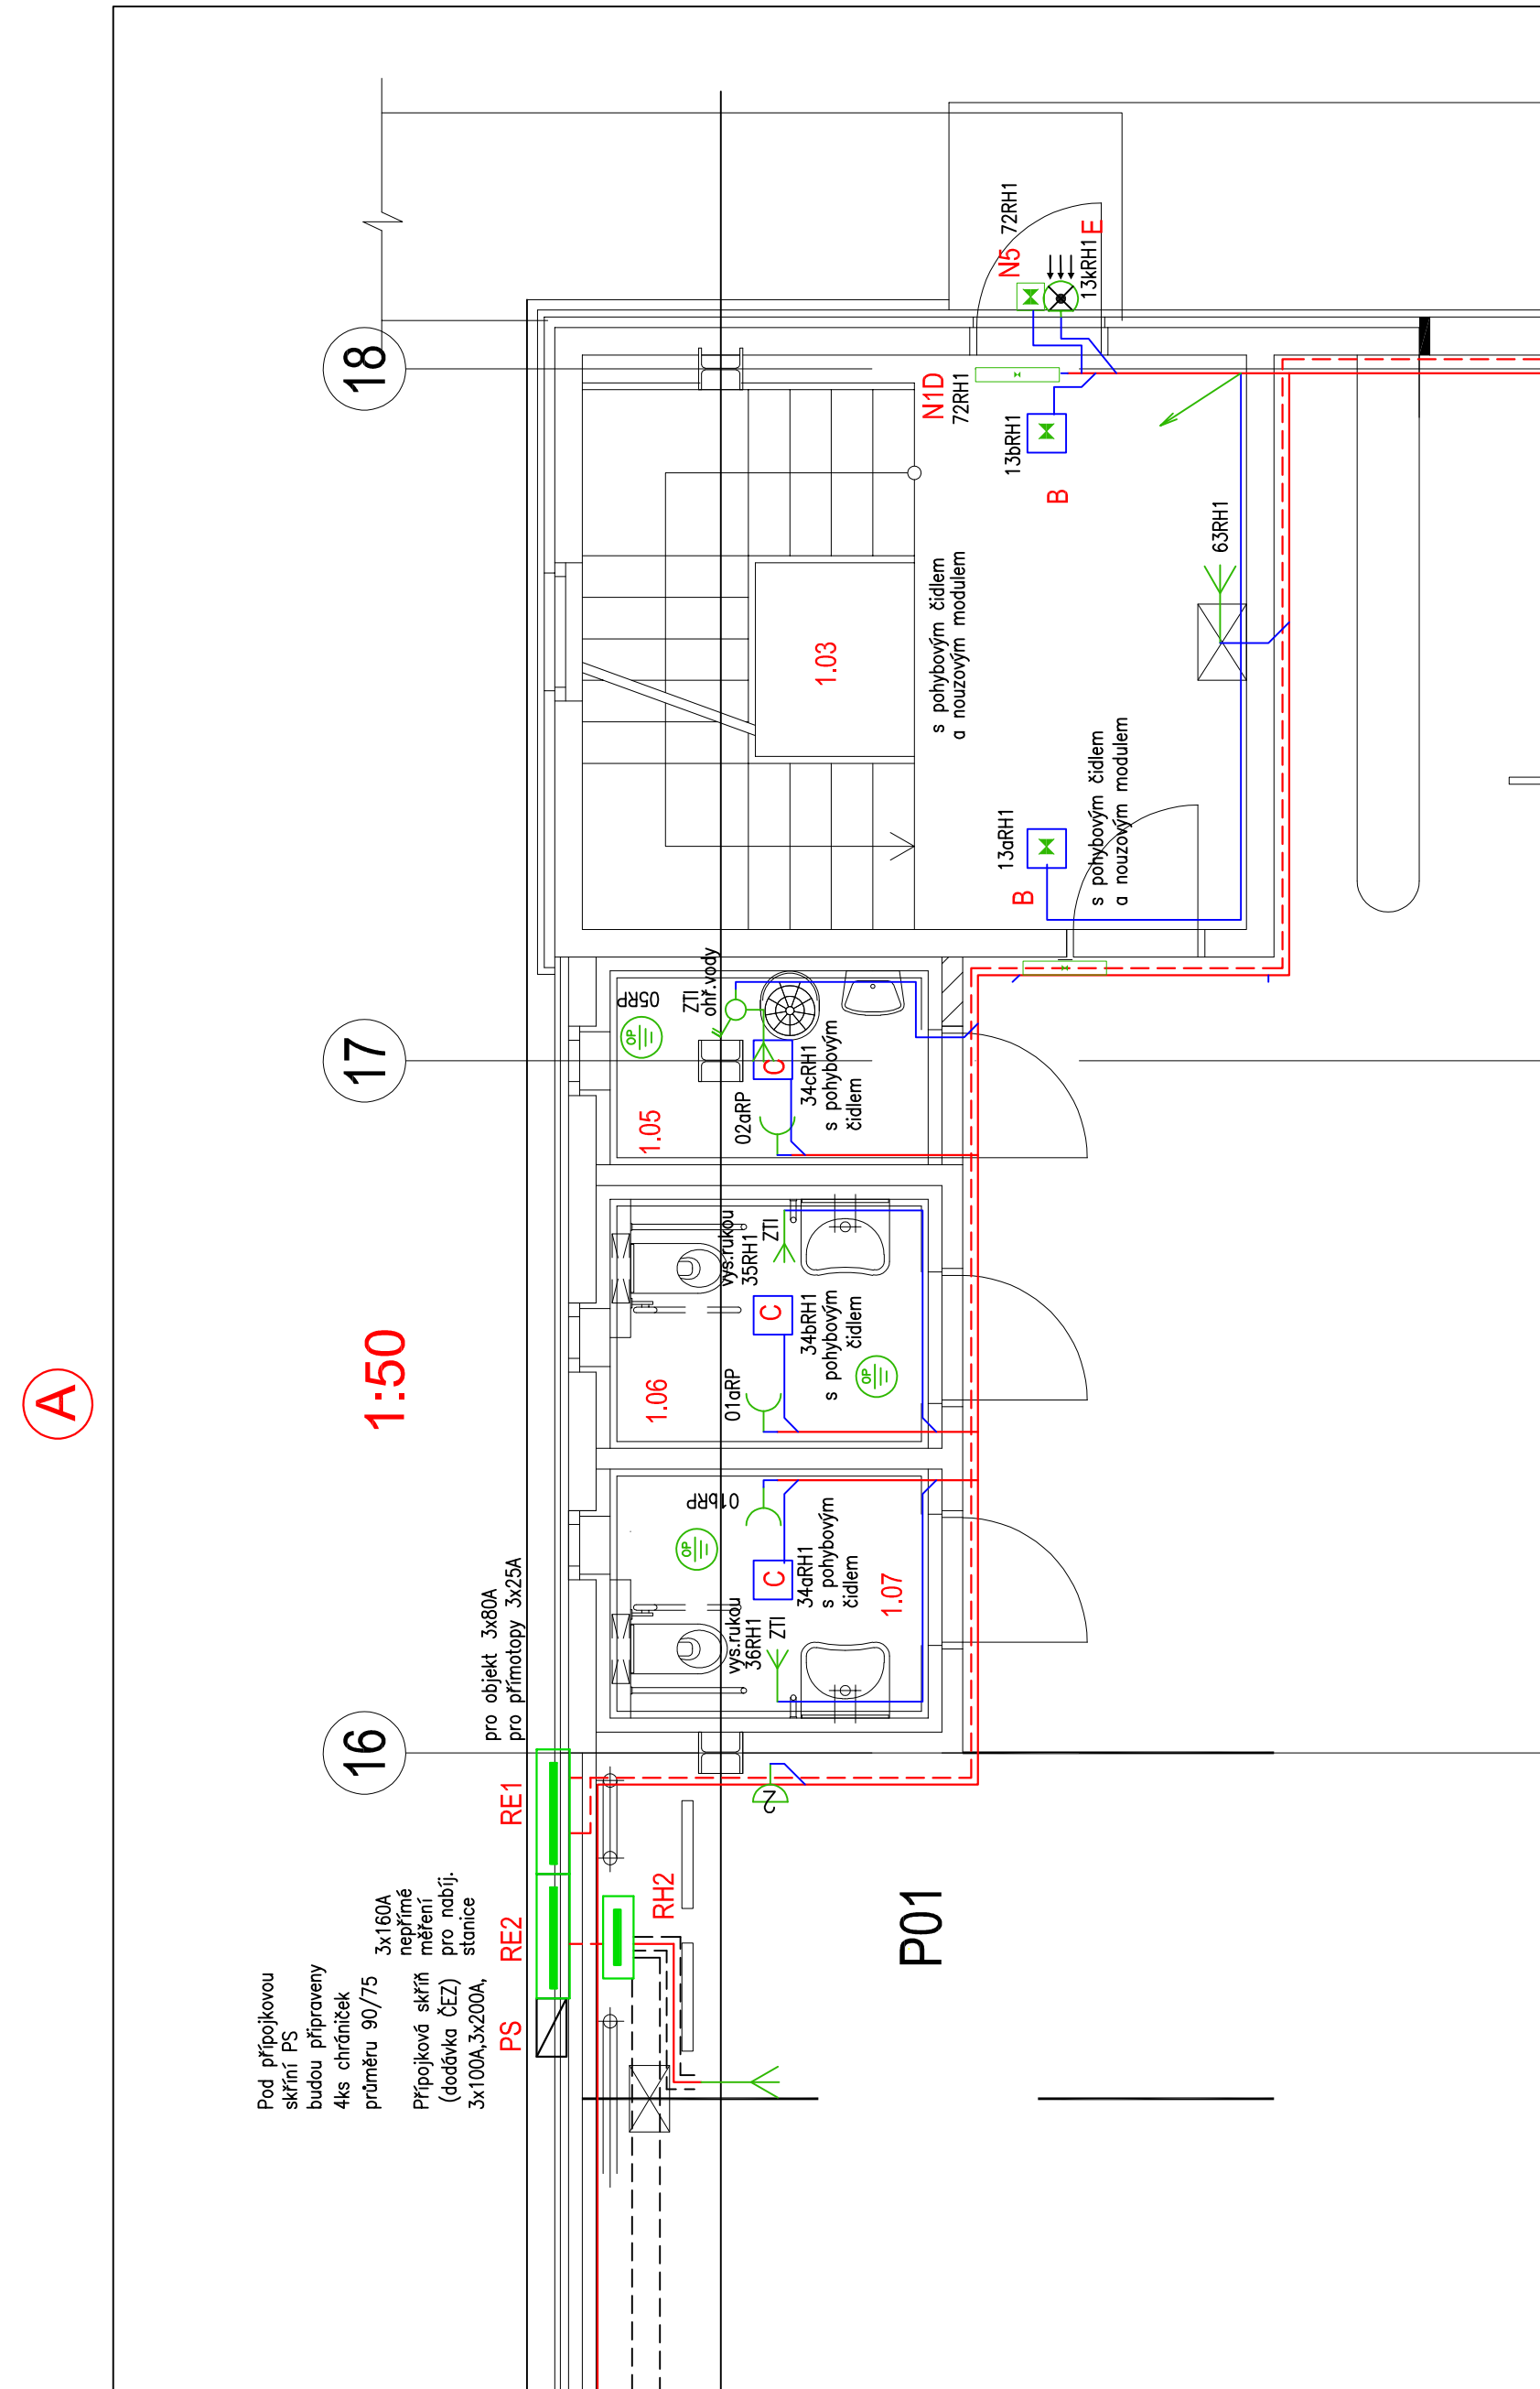 A
1:50
18
17
16
Pod přípojkovou
skříní PS
budou připraveny
4ks chrániček
průměru 90/75
Přípojková skříň
(dodávka ČEZ)
3x100A,3x200A,
3x160A
nepřímé
měření
pro nabíj.
stanice
pro objekt 3x80A
pro přímotopy 3x25A
PS
RE2
RE1
RH2
P01
2
01bRP
OP
C
34aRH1
s pohybovým
čidlem
1.07
vys.rukou
36RH1
ZTI
1.06
01aRP
C
34bRH1
s pohybovým
čidlem
OP
vys.rukou
35RH1
ZTI
1.05
02aRP
05RP
OP
ZTI
ohř.vody
C
34cRH1
s pohybovým
čidlem
1.03
s pohybovým čidlem
a nouzovým modulem
13aRH1
B
s pohybovým čidlem
a nouzovým modulem
63RH1
B
13bRH1
N1D
72RH1
N5
72RH1
13kRH1
E